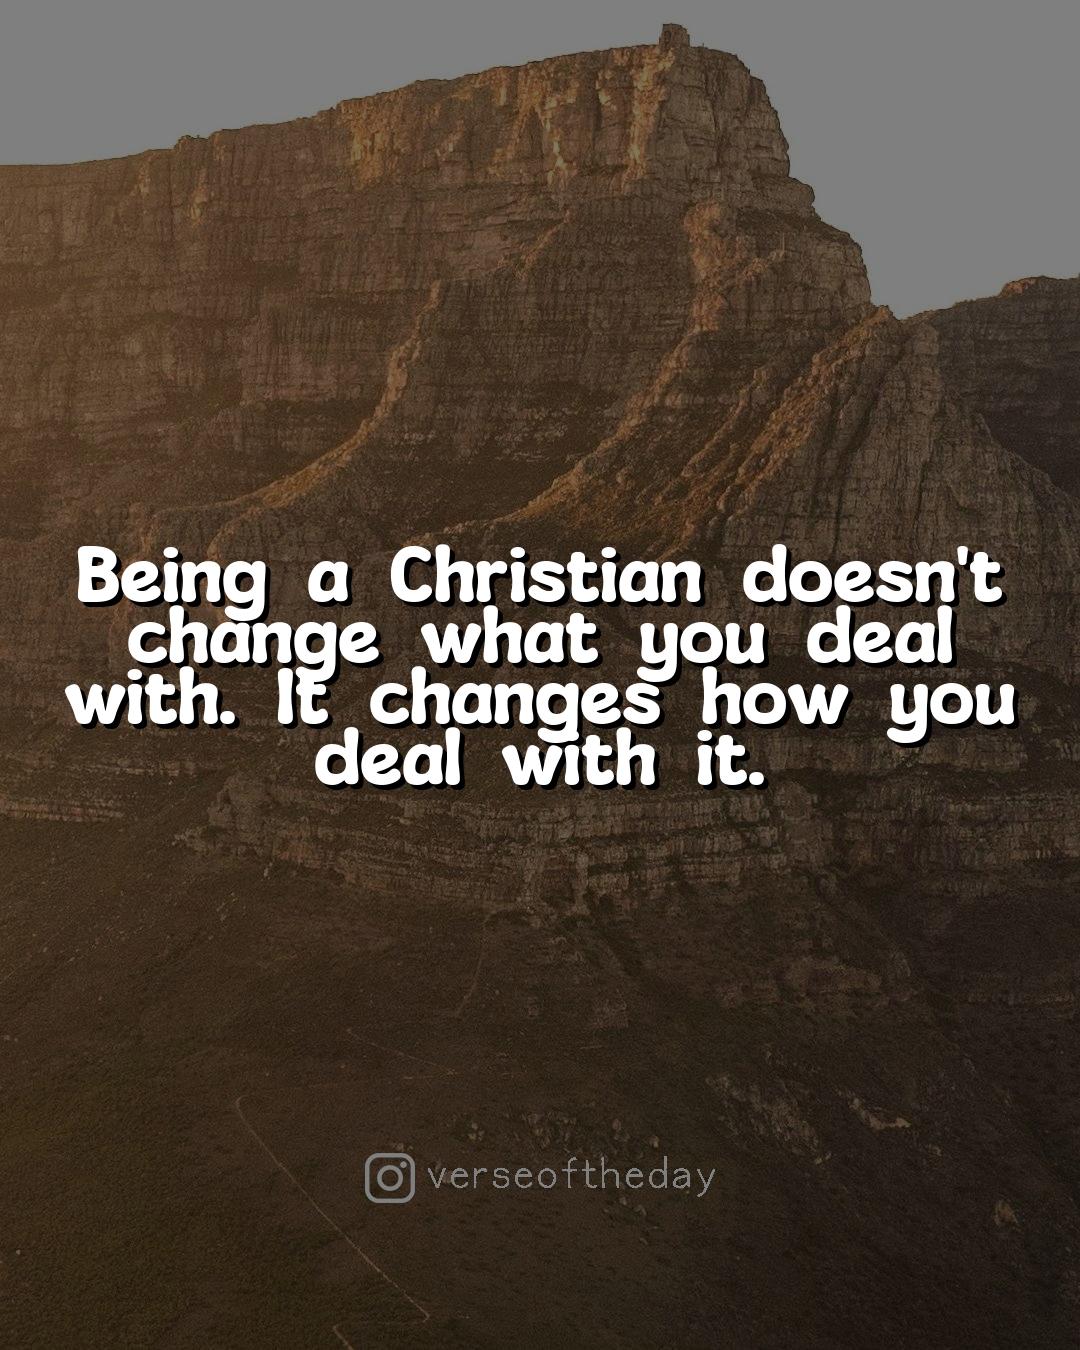 Being a Christian doesn't
change what you deal
with. It changes how you
deal with it.
verseoftheday